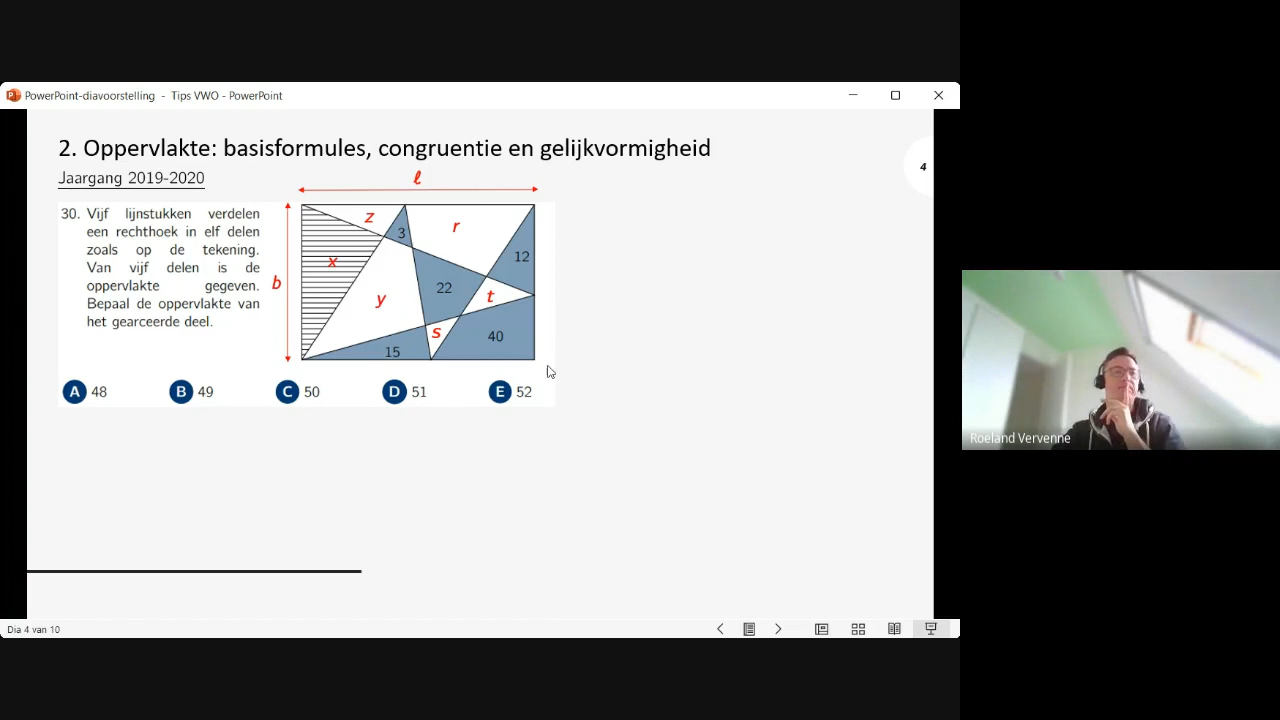 PowerPoint-diavoorstelling - Tips VWO - PowerPoint
2. Oppervlakte: basisformules, congruentie en gelijkvormigheid
4
Jaargang 2019-2020
ℓ
30. Vijf lijnstukken verdelen
een rechthoek in elf delen
zoals op de tekening.
Van vijf delen is de
oppervlakte gegeven.
Bepaal de oppervlakte van
het gearceerde deel.
z
3
r
x
12
b
22
y
t
s
40
15
A 48 B 49 C 50 D 51 E 52
Roeland Vervenne
Dia 4 van 10